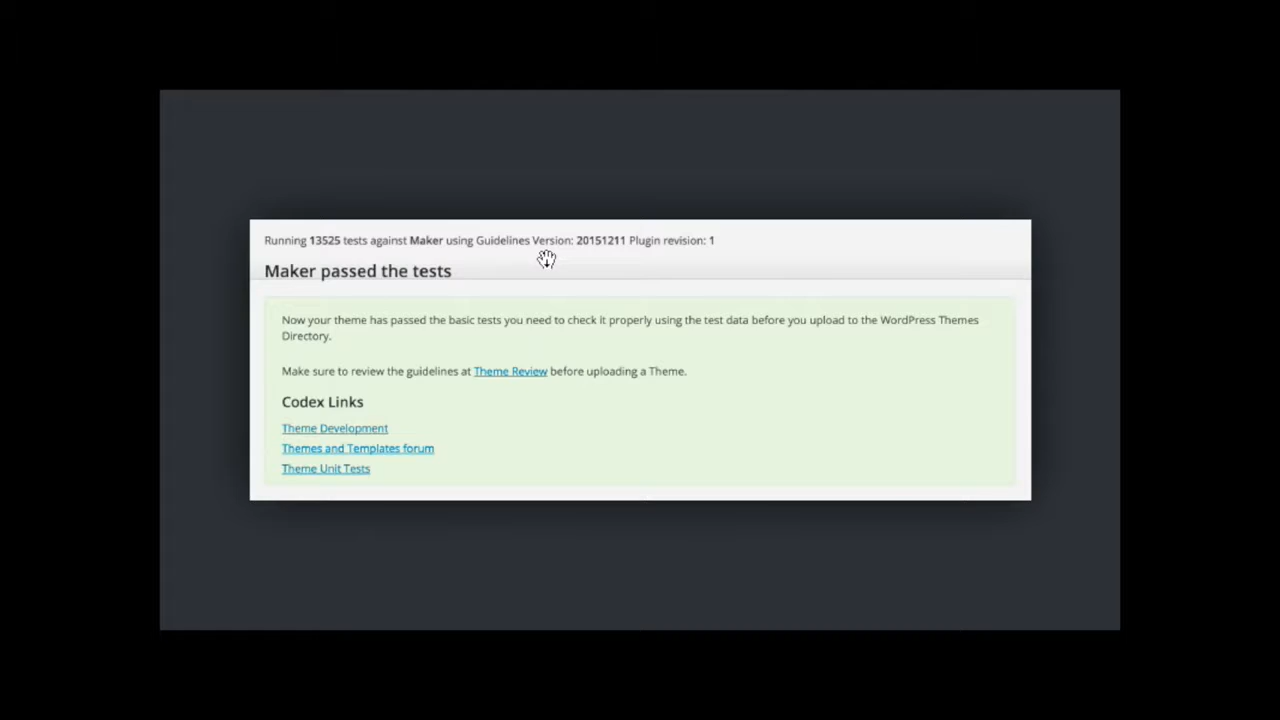 Running 13525 tests against Maker using Guidelines Version: 20151211 Plugin revision: 1
Maker passed the tests
Now your theme has passed the basic tests you need to check it properly using the test data before you upload to the WordPress Themes
Directory.
Make sure to review the guidelines at Theme Review before uploading a Theme.
Codex Links
Theme Development
Themes and Templates forum
Theme Unit Tests